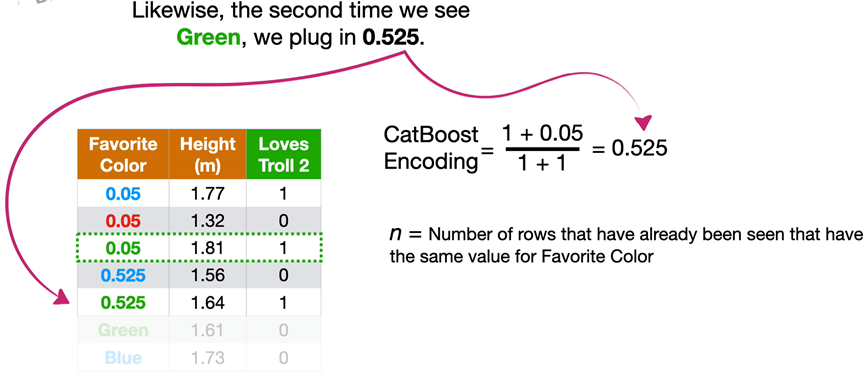 Likewise, the second time we see
Green, we plug in 0.525.
Favorite Color Height (m) Loves Troll 2
0.05 1.77 1
0.05 1.32 0
0.05 1.81 1
0.525 1.56 0
0.525 1.64 1
Green 1.61 0
Blue 1.73 0
CatBoost Encoding = 1 + 0.05 / 1 + 1 = 0.525
n = Number of rows that have already been seen that have
the same value for Favorite Color